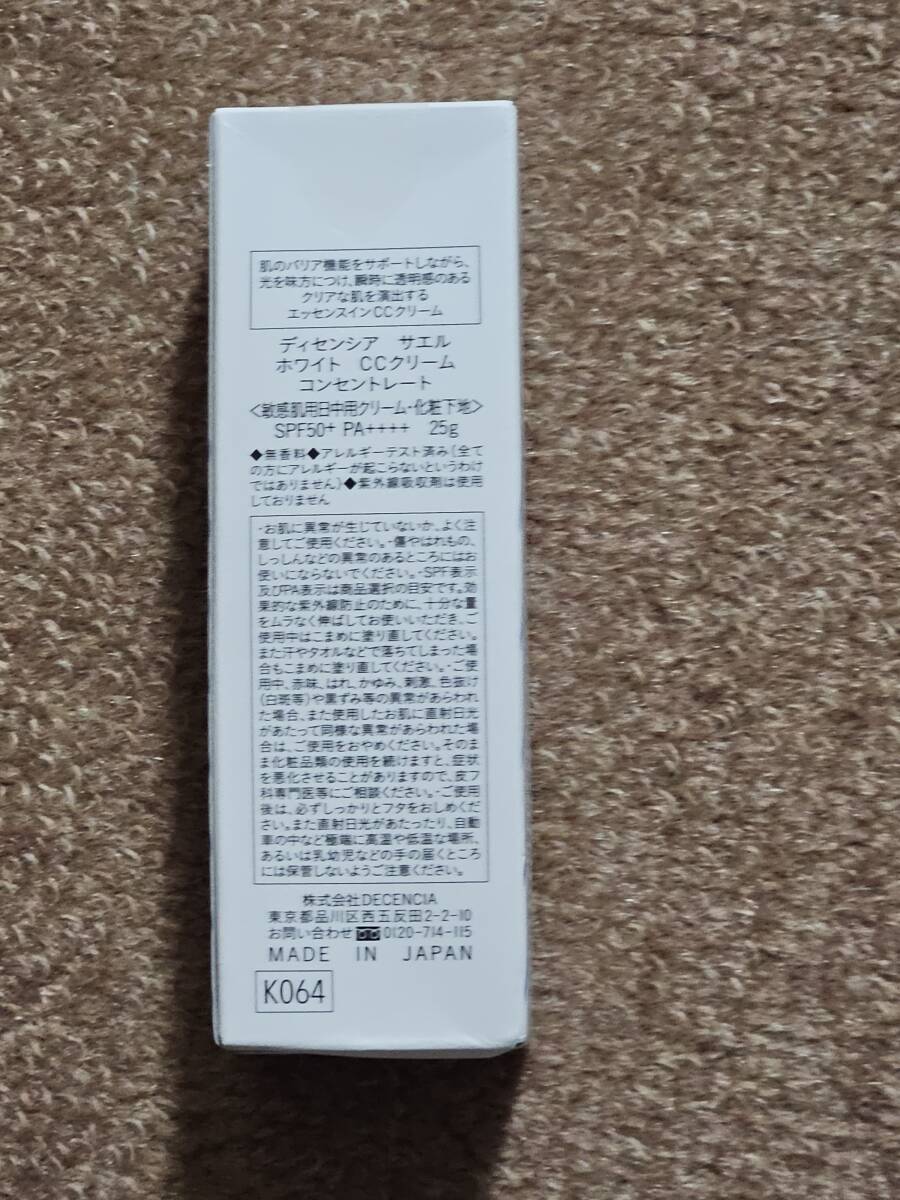 肌のバリア機能をサポートしながら、
光を味方につけ、瞬時に透明感のある
クリアな肌を演出する
エッセンスインCCクリーム
ディセンシア サエル
ホワイト CCクリーム
コンセントレート
〈敏感肌用日中用クリーム・化粧下地〉
SPF50+ PA++++ 25g
◆無香料◆アレルギーテスト済み(全て
の方にアレルギーが起こらないというわけ
ではありません)◆紫外線吸収剤は使用
しておりません
・お肌に異常が生じていないか、よく注
意してご使用ください。・傷やはれもの、
しっしんなどの異常のあるところにはお
使いにならないでください。・SPF表示
及びPA表示は商品選択の目安です。効
果的な紫外線防止のために、十分な量
をムラなく伸ばしてお使いいただき、ご
使用中はこまめに塗り直してください。
また汗やタオルなどで落ちてしまった場
合もこまめに塗り直してください。・ご使
用中、赤味、はれ、かゆみ、刺激、色抜け
(白斑等)や黒ずみ等の異常があらわれ
た場合、また使用したお肌に直射日光
があたって同様な異常があらわれた場
合は、ご使用をおやめください。そのま
ま化粧品類の使用を続けますと、症状
を悪化させることがありますので、皮フ
科専門医等にご相談ください。・ご使用
後は、必ずしっかりとフタをおしめくだ
さい。また直射日光があたったり、自動
車の中など極端に高温や低温な場所、
あるいは乳幼児などの手の届くところ
には保管しないようご注意ください。
株式会社DECENCIA
東京都品川区西五反田2-2-10
お問い合わせ 0120-714-115
MADE IN JAPAN
K064